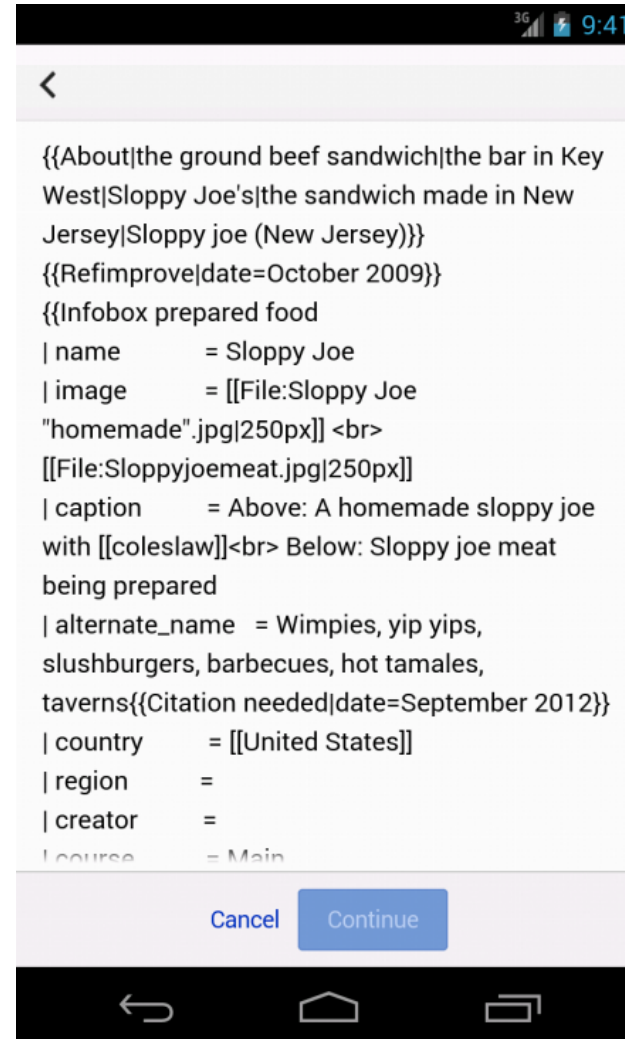 3G 9:41
{{About|the ground beef sandwich|the bar in Key
West|Sloppy Joe's|the sandwich made in New
Jersey|Sloppy joe (New Jersey)}}
{{Refimprove|date=October 2009}}
{{Infobox prepared food
| name = Sloppy Joe
| image = [[File:Sloppy Joe
"homemade".jpg|250px]] <br>
[[File:Sloppyjoemeat.jpg|250px]]
| caption = Above: A homemade sloppy joe
with [[coleslaw]]<br> Below: Sloppy joe meat
being prepared
| alternate_name = Wimpies, yip yips,
slushburgers, barbecues, hot tamales,
taverns{{Citation needed|date=September 2012}}
| country = [[United States]]
| region =
| creator =
| course = Main
Cancel Continue